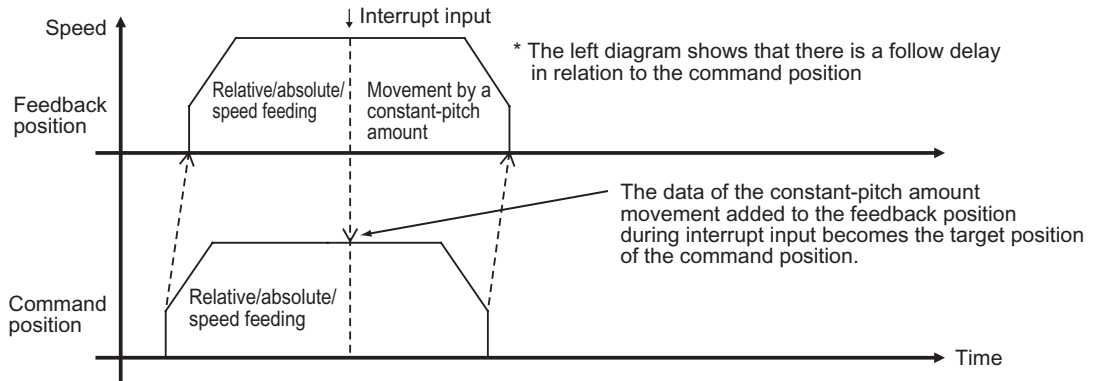 ↓ Interrupt input
Speed
* The left diagram shows that there is a follow delay
in relation to the command position
Relative/absolute/
speed feeding
Movement by a
constant-pitch
amount
Feedback
position
The data of the constant-pitch amount
movement added to the feedback position
during interrupt input becomes the target position
of the command position.
Relative/absolute/
speed feeding
Command
position
Time